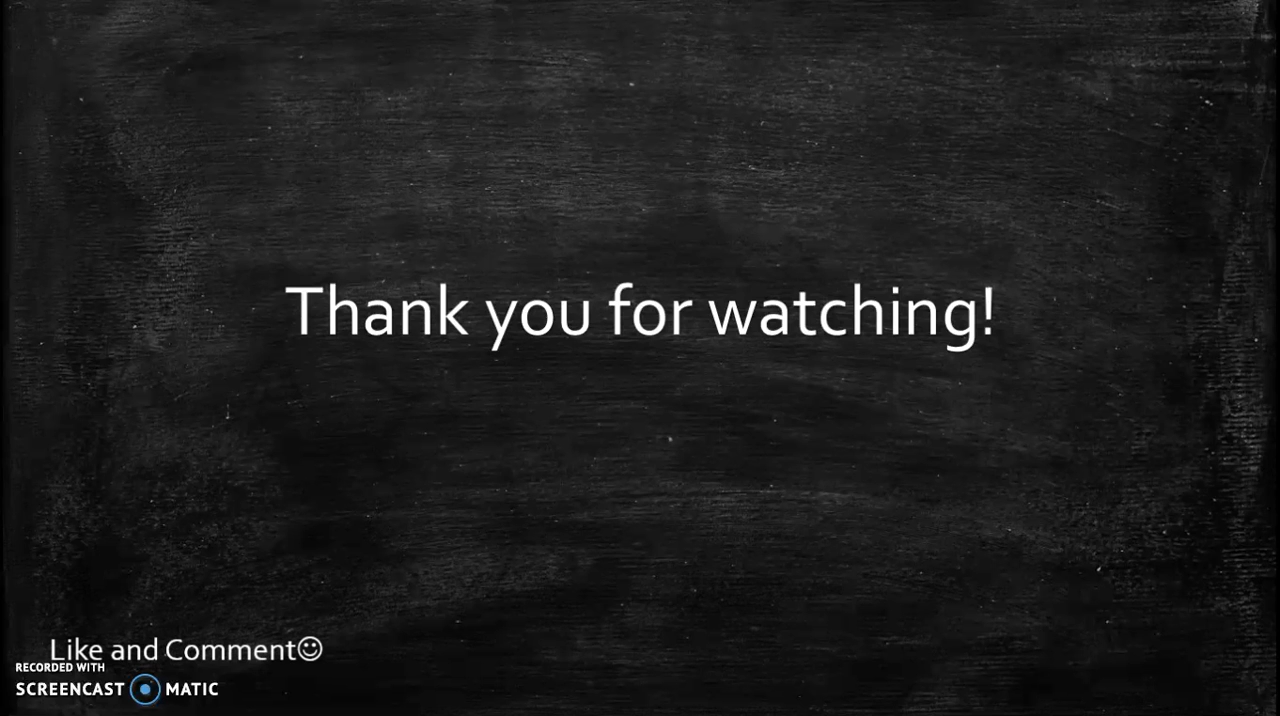 Thank you for watching!
Like and Comment☺
RECORDED WITH
SCREENCAST MATIC